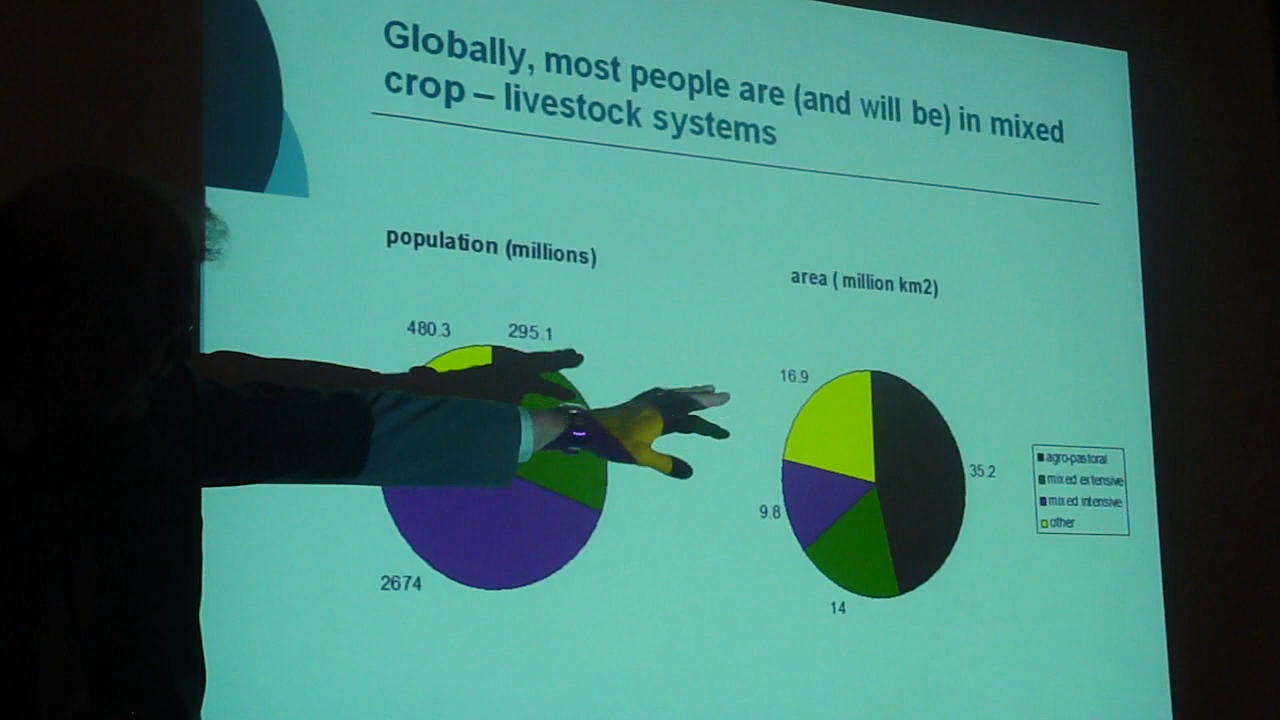 Globally, most people are (and will be) in mixed
crop – livestock systems
population (millions)
480.3
295.1
2674
area ( million km2)
16.9
35.2
9.8
14
agro-pastoral
mixed extensive
mixed intensive
other